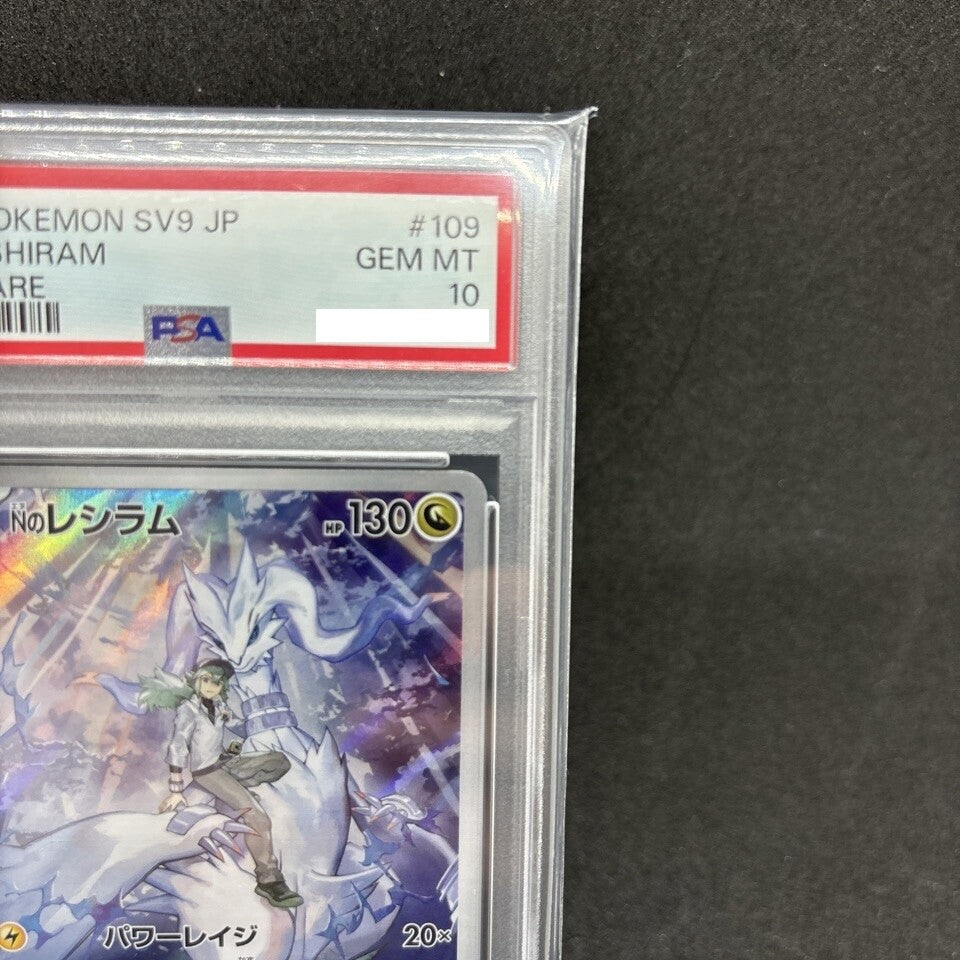 OKEMON SV9 JP #109
SHIRAM GEM MT
ARE 10
PSA
Nのレシラム HP 130
パワーレイジ 20×